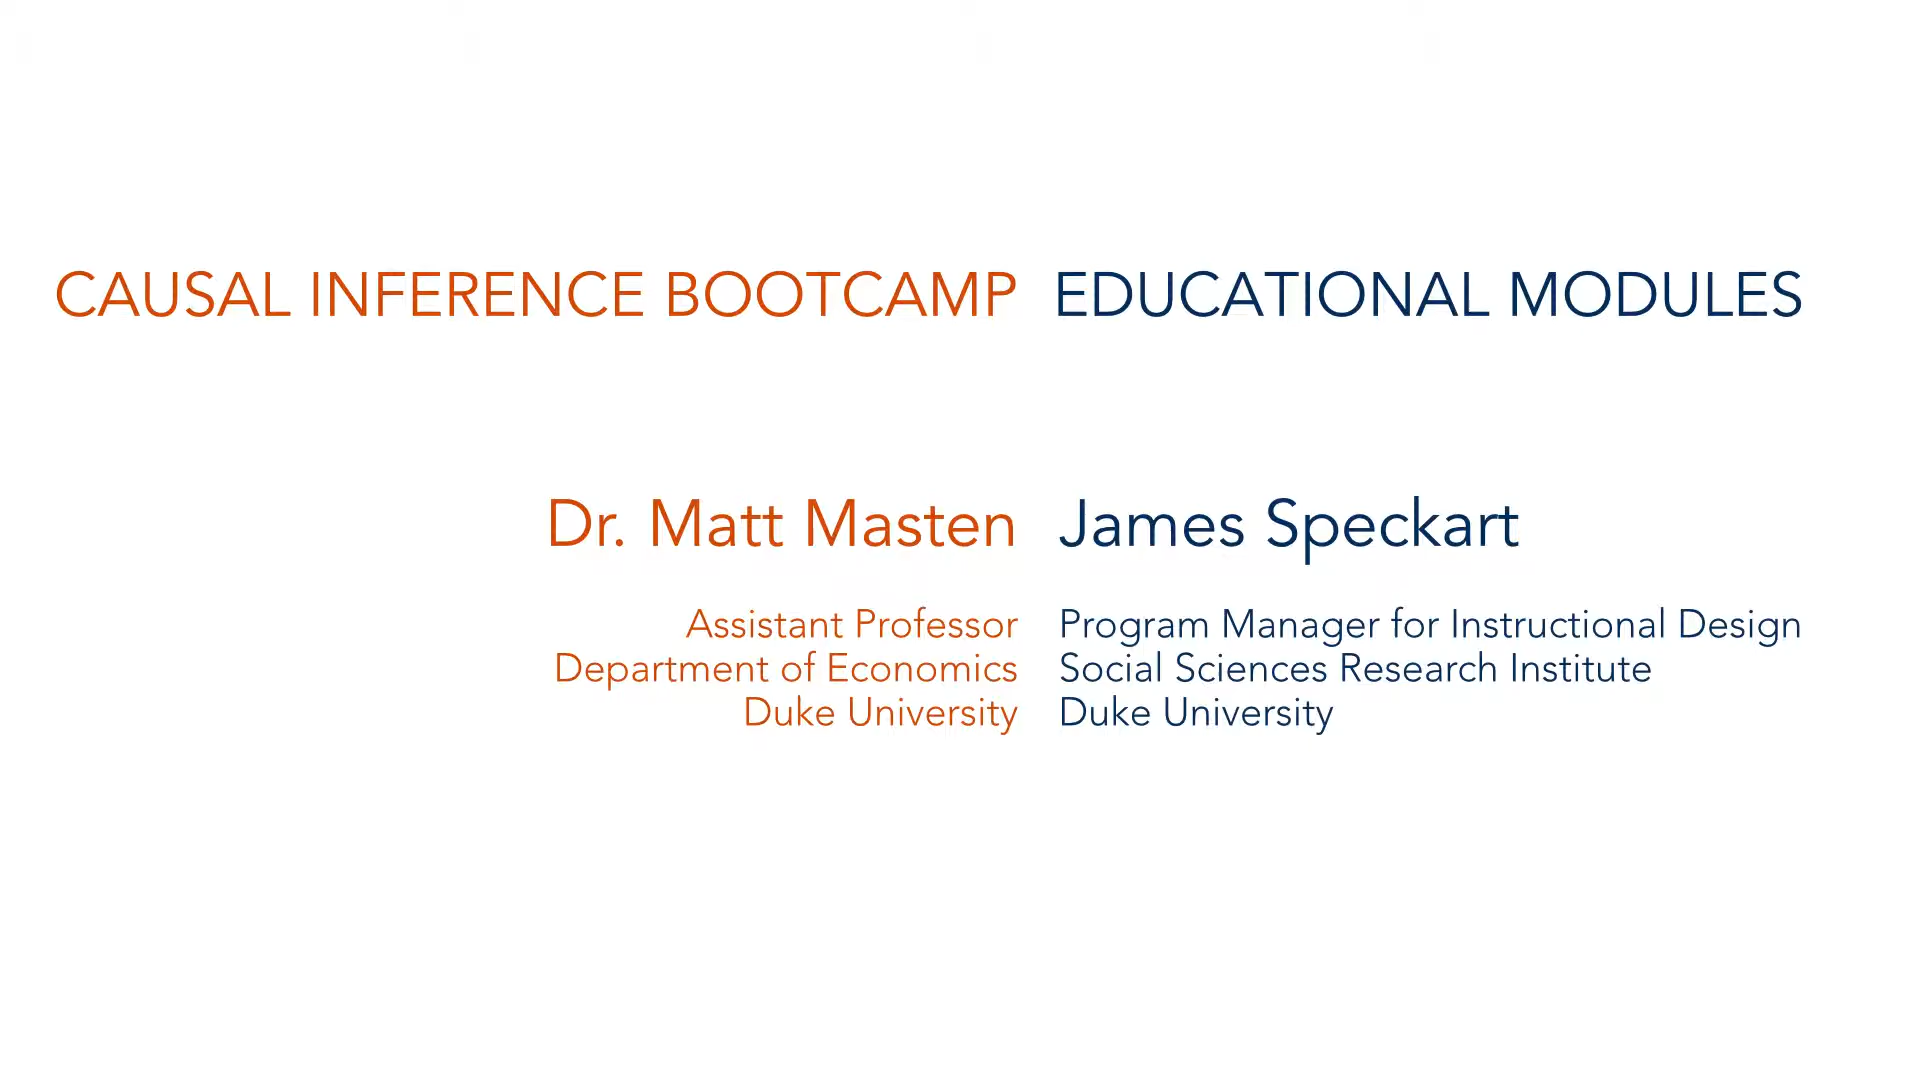 CAUSAL INFERENCE BOOTCAMP EDUCATIONAL MODULES
Dr. Matt Masten
Assistant Professor
Department of Economics
Duke University
James Speckart
Program Manager for Instructional Design
Social Sciences Research Institute
Duke University